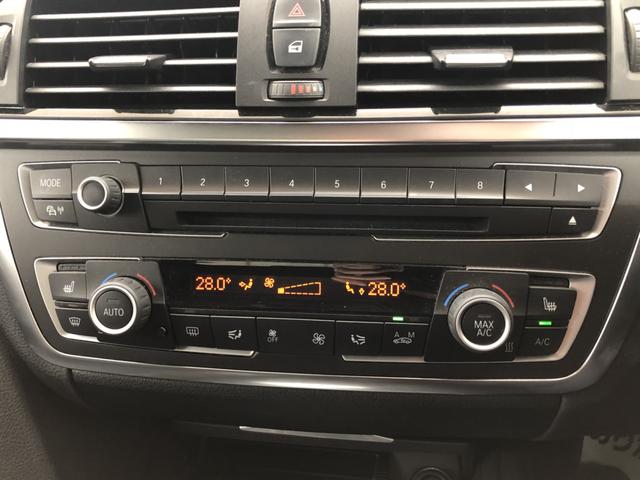 MODE 1 2 3 4 5 6 7 8
28.0° 28.0°
AUTO MAX A/C
OFF A M A/C